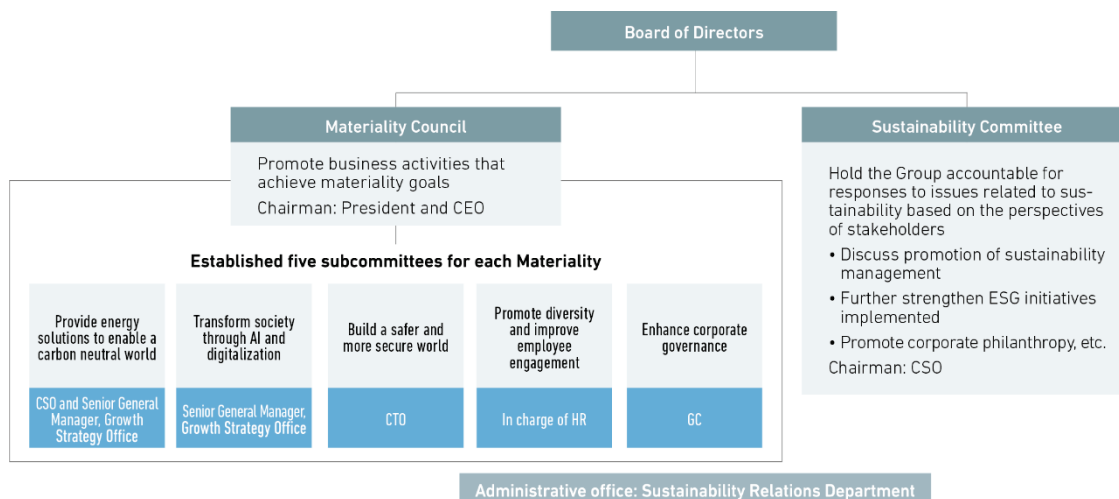 Board of Directors
Materiality Council
Promote business activities that
achieve materiality goals
Chairman: President and CEO
Established five subcommittees for each Materiality
Provide energy
solutions to enable a
carbon neutral world
CSO and Senior General
Manager, Growth
Strategy Office
Transform society
through AI and
digitalization
Senior General Manager,
Growth Strategy Office
Build a safer and
more secure world
CTO
Promote diversity
and improve
employee
engagement
In charge of HR
Enhance corporate
governance
GC
Sustainability Committee
Hold the Group accountable for
responses to issues related to sus-
tainability based on the perspectives
of stakeholders
• Discuss promotion of sustainability
management
• Further strengthen ESG initiatives
implemented
• Promote corporate philanthropy, etc.
Chairman: CSO
Administrative office: Sustainability Relations Department